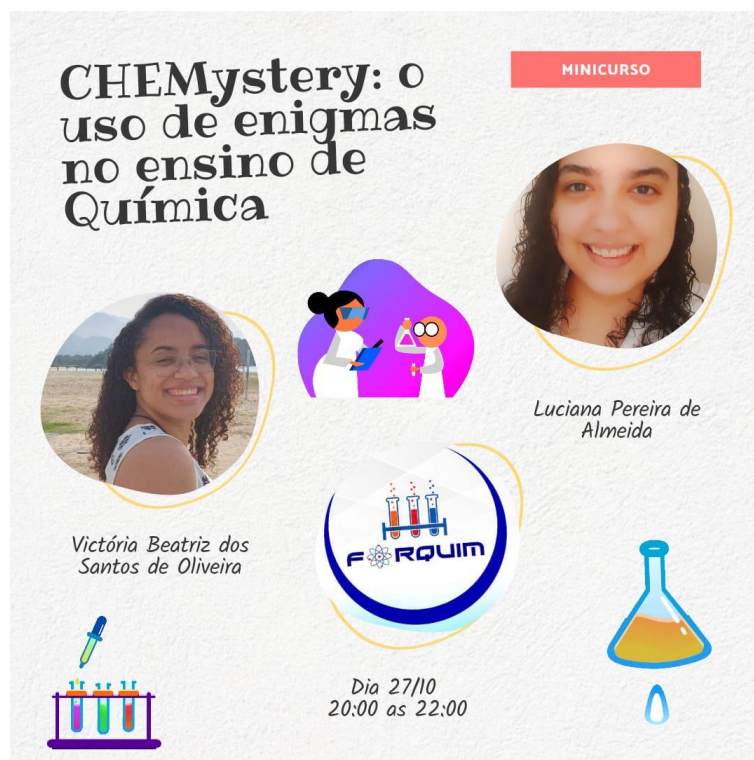 CHEMystery: o
uso de enigmas
no ensino de
Química
MINICURSO
Luciana Pereira de
Almeida
Victória Beatriz dos
Santos de Oliveira
FORQUIM
Dia 27/10
20:00 as 22:00